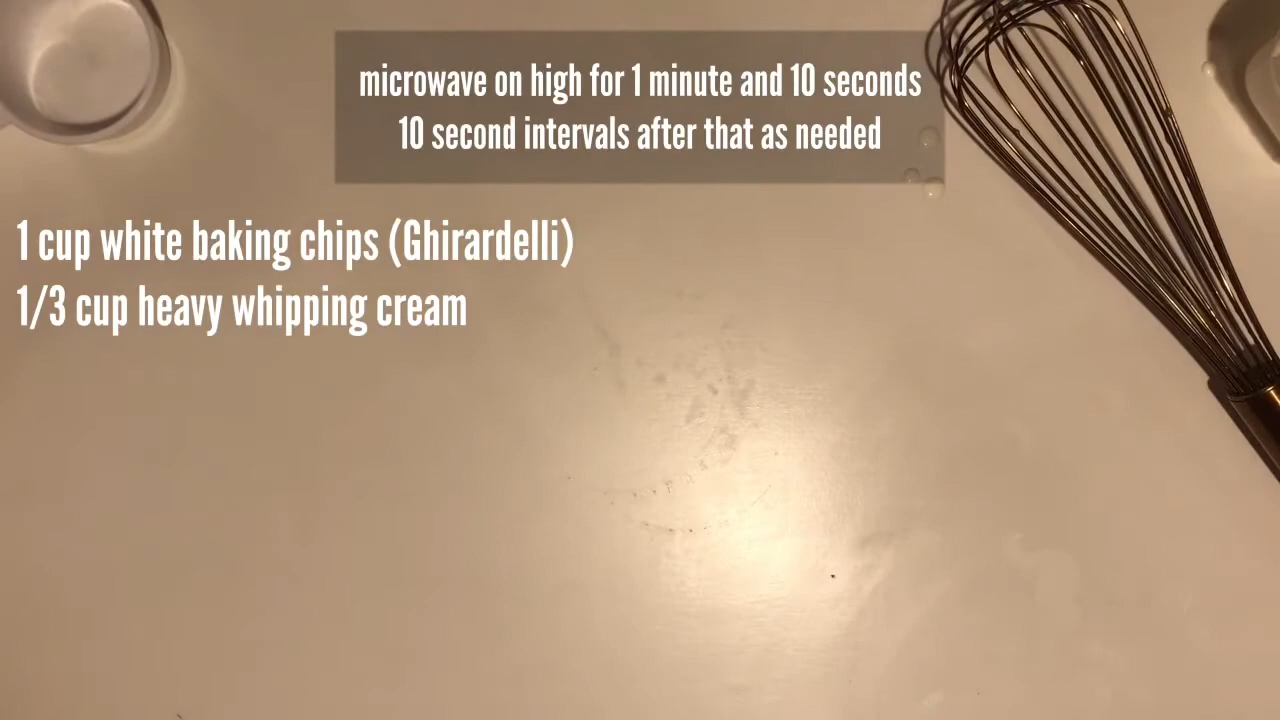 microwave on high for 1 minute and 10 seconds
10 second intervals after that as needed
1 cup white baking chips (Ghirardelli)
1/3 cup heavy whipping cream